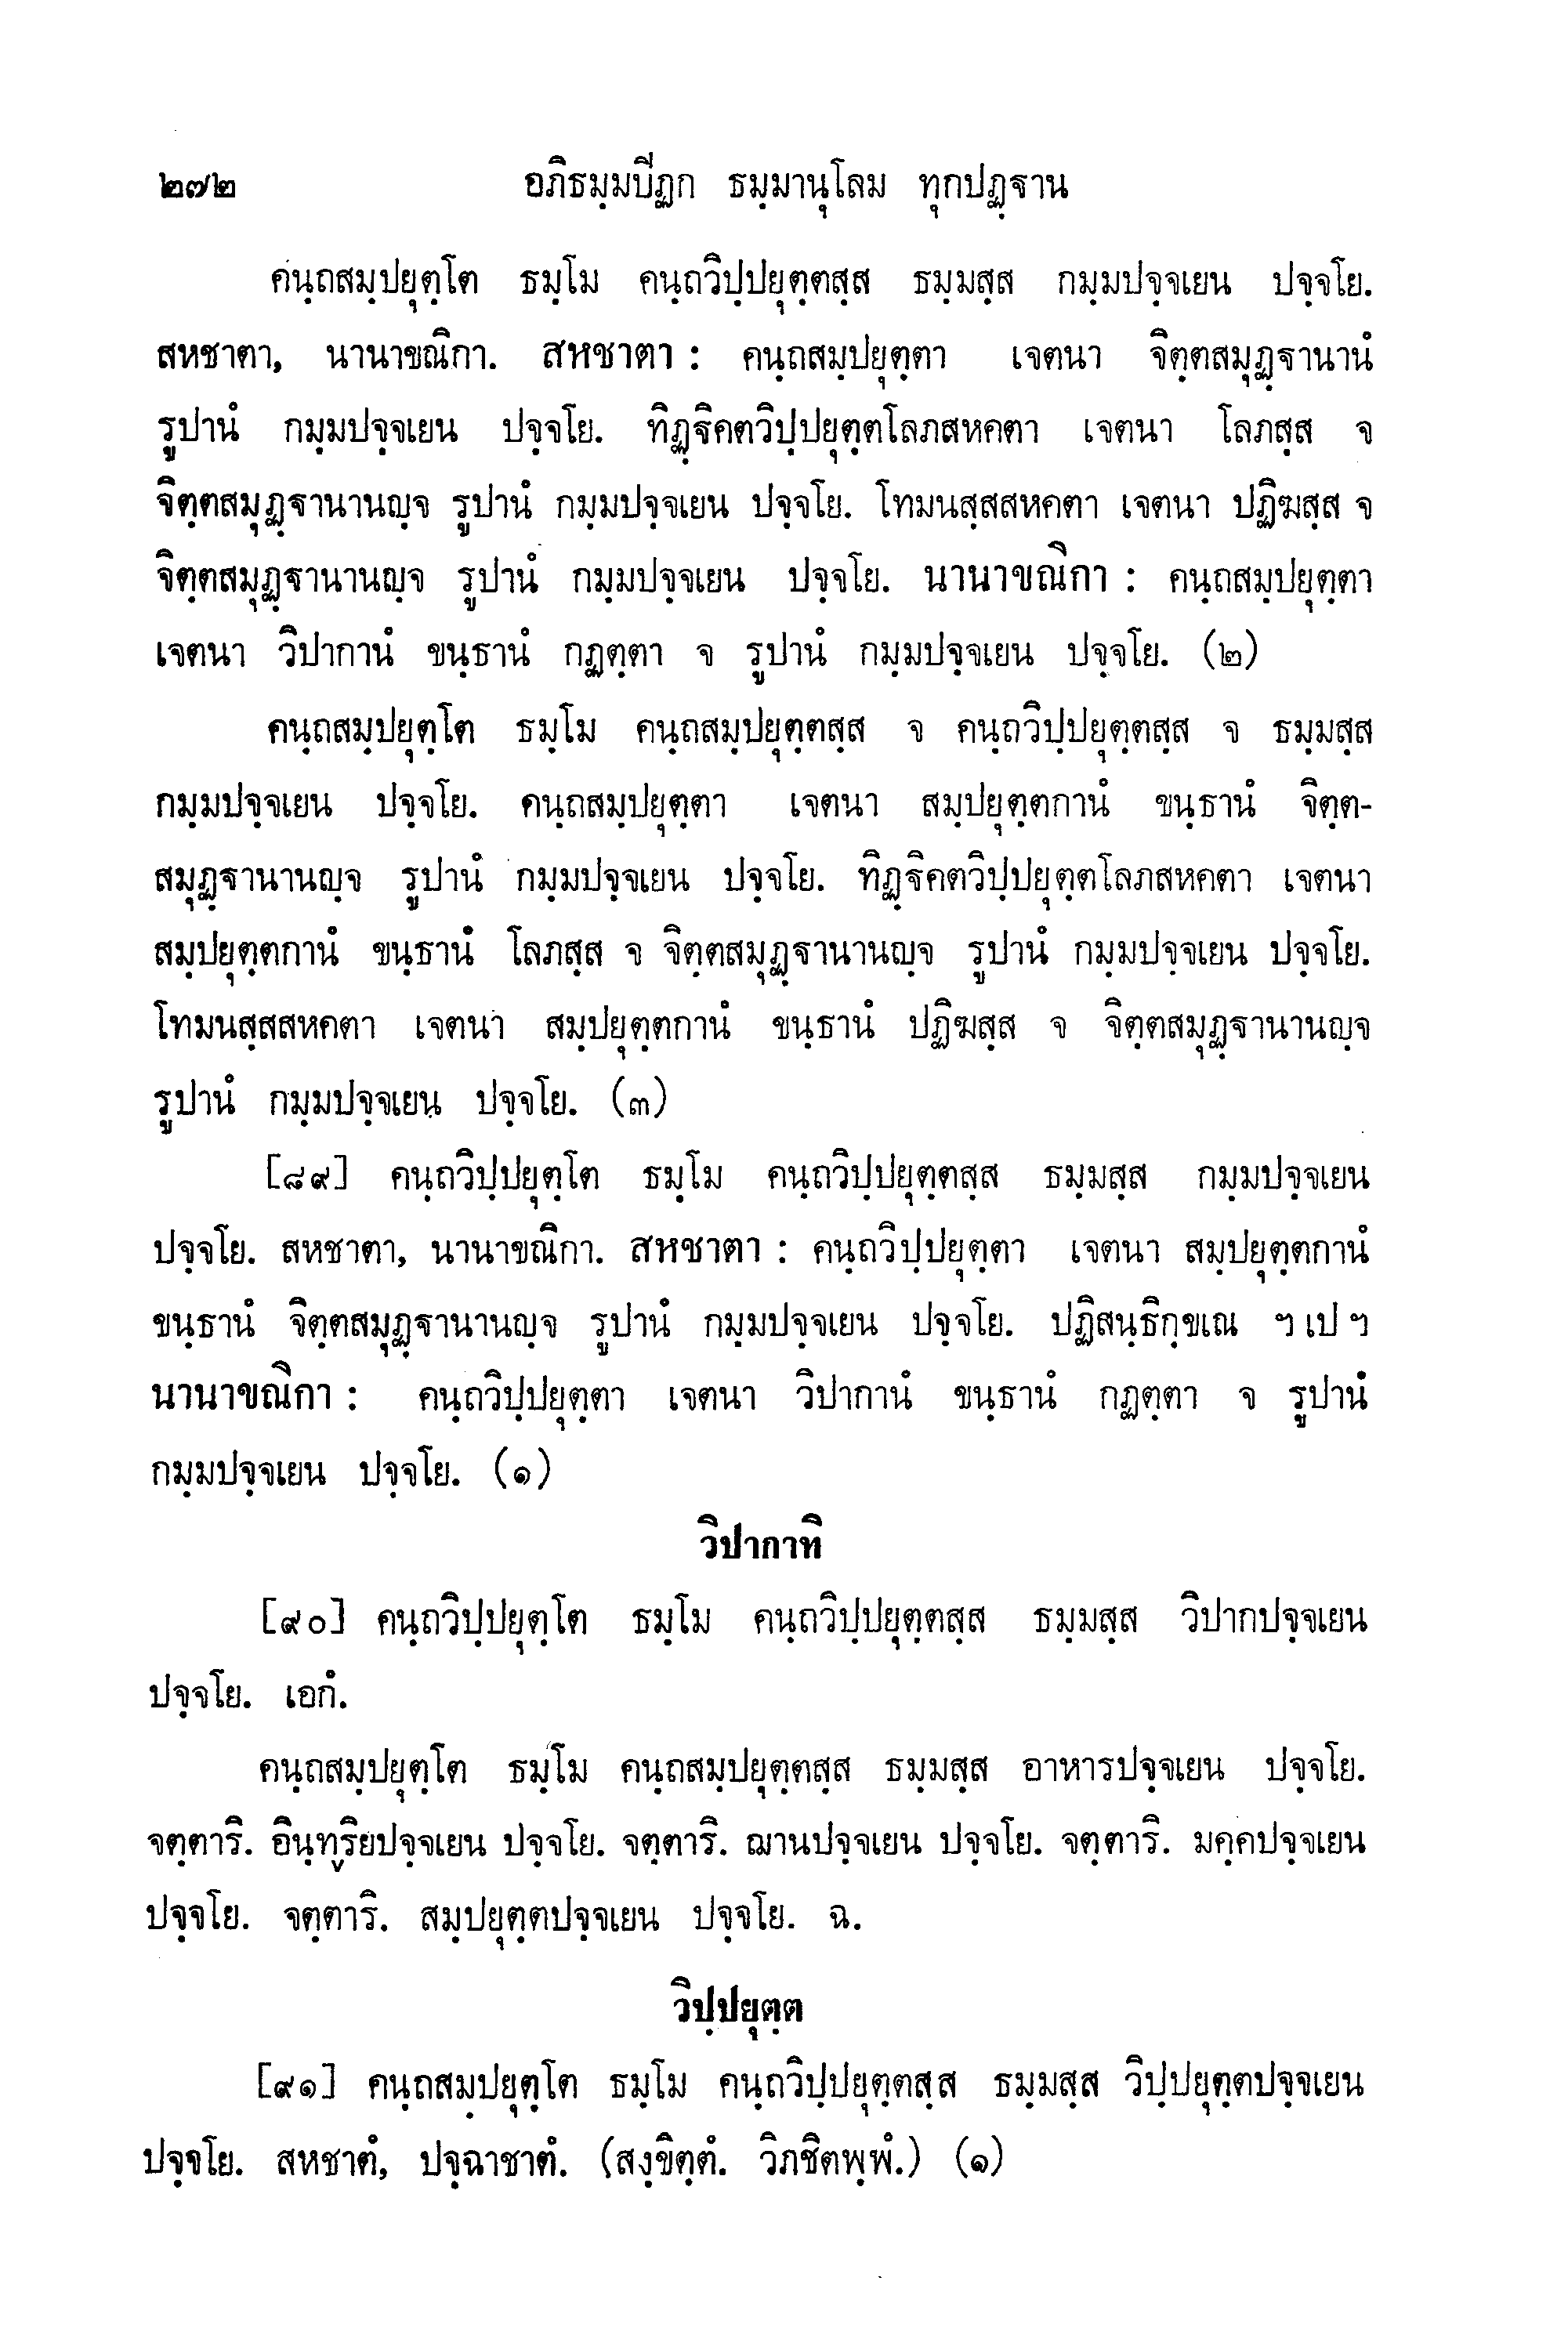 ๒๗๒ อภิธมฺมปีฏก ธมฺมานุโลม ทุกปฏฺฐาน
คนฺถสมฺปยุตฺโต ธมฺโม คนฺถวิปฺปยุตฺตสฺส ธมฺมสฺส กมฺมปจฺจเยน ปจฺจโย.
สหชาตา, นานาขณิกา. สหชาตา : คนฺถสมฺปยุตฺตา เจตนา จิตฺตสมุฏฺฐานานํ
รูปานํ กมฺมปจฺจเยน ปจฺจโย. ทิฏฺฐิคตวิปฺปยุตฺตโลภสหคตา เจตนา โลภสฺส จ
จิตฺตสมุฏฺฐานานญฺจ รูปานํ กมฺมปจฺจเยน ปจฺจโย. โทมนสฺสสหคตา เจตนา ปฏิฆสฺส จ
จิตฺตสมุฏฺฐานานญฺจ รูปานํ กมฺมปจฺจเยน ปจฺจโย. นานาขณิกา : คนฺถสมฺปยุตฺตา
เจตนา วิปากานํ ขนฺธานํ กฏตฺตา จ รูปานํ กมฺมปจฺจเยน ปจฺจโย. (๒)
คนฺถสมฺปยุตฺโต ธมฺโม คนฺถสมฺปยุตฺตสฺส จ คนฺถวิปฺปยุตฺตสฺส จ ธมฺมสฺส
กมฺมปจฺจเยน ปจฺจโย. คนฺถสมฺปยุตฺตา เจตนา สมฺปยุตฺตกานํ ขนฺธานํ จิตฺต-
สมุฏฺฐานานญฺจ รูปานํ กมฺมปจฺจเยน ปจฺจโย. ทิฏฺฐิคตวิปฺปยุตฺตโลภสหคตา เจตนา
สมฺปยุตฺตกานํ ขนฺธานํ โลภสฺส จ จิตฺตสมุฏฺฐานานญฺจ รูปานํ กมฺมปจฺจเยน ปจฺจโย.
โทมนสฺสสหคตา เจตนา สมฺปยุตฺตกานํ ขนฺธานํ ปฏิฆสฺส จ จิตฺตสมุฏฺฐานานญฺจ
รูปานํ กมฺมปจฺจเยน ปจฺจโย. (๓)
[๘๙] คนฺถวิปฺปยุตฺโต ธมฺโม คนฺถวิปฺปยุตฺตสฺส ธมฺมสฺส กมฺมปจฺจเยน
ปจฺจโย. สหชาตา, นานาขณิกา. สหชาตา : คนฺถวิปฺปยุตฺตา เจตนา สมฺปยุตฺตกานํ
ขนฺธานํ จิตฺตสมุฏฺฐานานญฺจ รูปานํ กมฺมปจฺจเยน ปจฺจโย. ปฏิสนฺธิกฺขเณ ฯ เป ฯ
นานาขณิกา : คนฺถวิปฺปยุตฺตา เจตนา วิปากานํ ขนฺธานํ กฏตฺตา จ รูปานํ
กมฺมปจฺจเยน ปจฺจโย. (๑)
วิปากาทิ
[๙๐] คนฺถวิปฺปยุตฺโต ธมฺโม คนฺถวิปฺปยุตฺตสฺส ธมฺมสฺส วิปากปจฺจเยน
ปจฺจโย. เอกํ.
คนฺถสมฺปยุตฺโต ธมฺโม คนฺถสมฺปยุตฺตสฺส ธมฺมสฺส อาหารปจฺจเยน ปจฺจโย.
จตฺตาริ. อินฺทฺริยปจฺจเยน ปจฺจโย. จตฺตาริ. ฌานปจฺจเยน ปจฺจโย. จตฺตาริ. มคฺคปจฺจเยน
ปจฺจโย. จตฺตาริ. สมฺปยุตฺตปจฺจเยน ปจฺจโย. ฉ.
วิปฺปยุตฺต
[๙๑] คนฺถสมฺปยุตฺโต ธมฺโม คนฺถวิปฺปยุตฺตสฺส ธมฺมสฺส วิปฺปยุตฺตปจฺจเยน
ปจฺจโย. สหชาตํ, ปจฺฉาชาตํ. (สงฺขิตฺตํ. วิภชิตพฺพํ.) (๑)